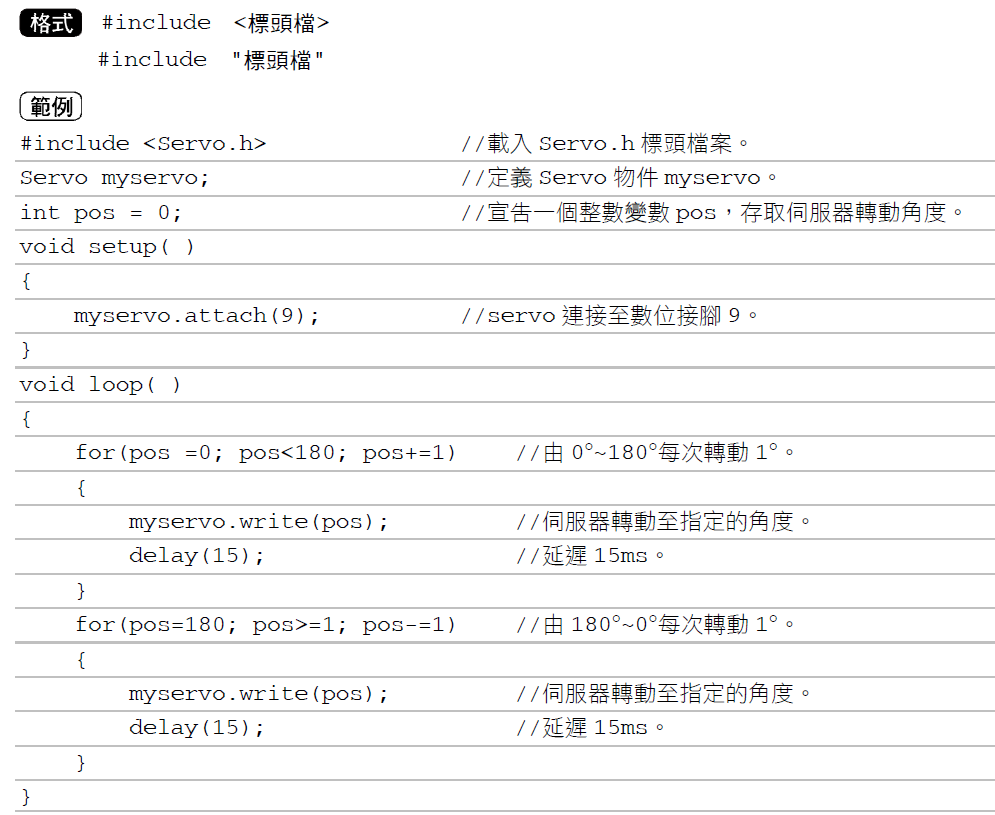 格式 #include <標頭檔>
#include "標頭檔"
範例
#include <Servo.h> //載入 Servo.h 標頭檔案。
Servo myservo; //定義 Servo 物件 myservo。
int pos = 0; //宣告一個整數變數 pos，存取伺服器轉動角度。
void setup( )
{
myservo.attach(9); //servo 連接至數位接腳 9。
}
void loop( )
{
for(pos =0; pos<180; pos+=1) //由 0°~180°每次轉動 1°。
{
myservo.write(pos); //伺服器轉動至指定的角度。
delay(15); //延遲 15ms。
}
for(pos=180; pos>=1; pos-=1) //由 180°~0°每次轉動 1°。
{
myservo.write(pos); //伺服器轉動至指定的角度。
delay(15); //延遲 15ms。
}
}